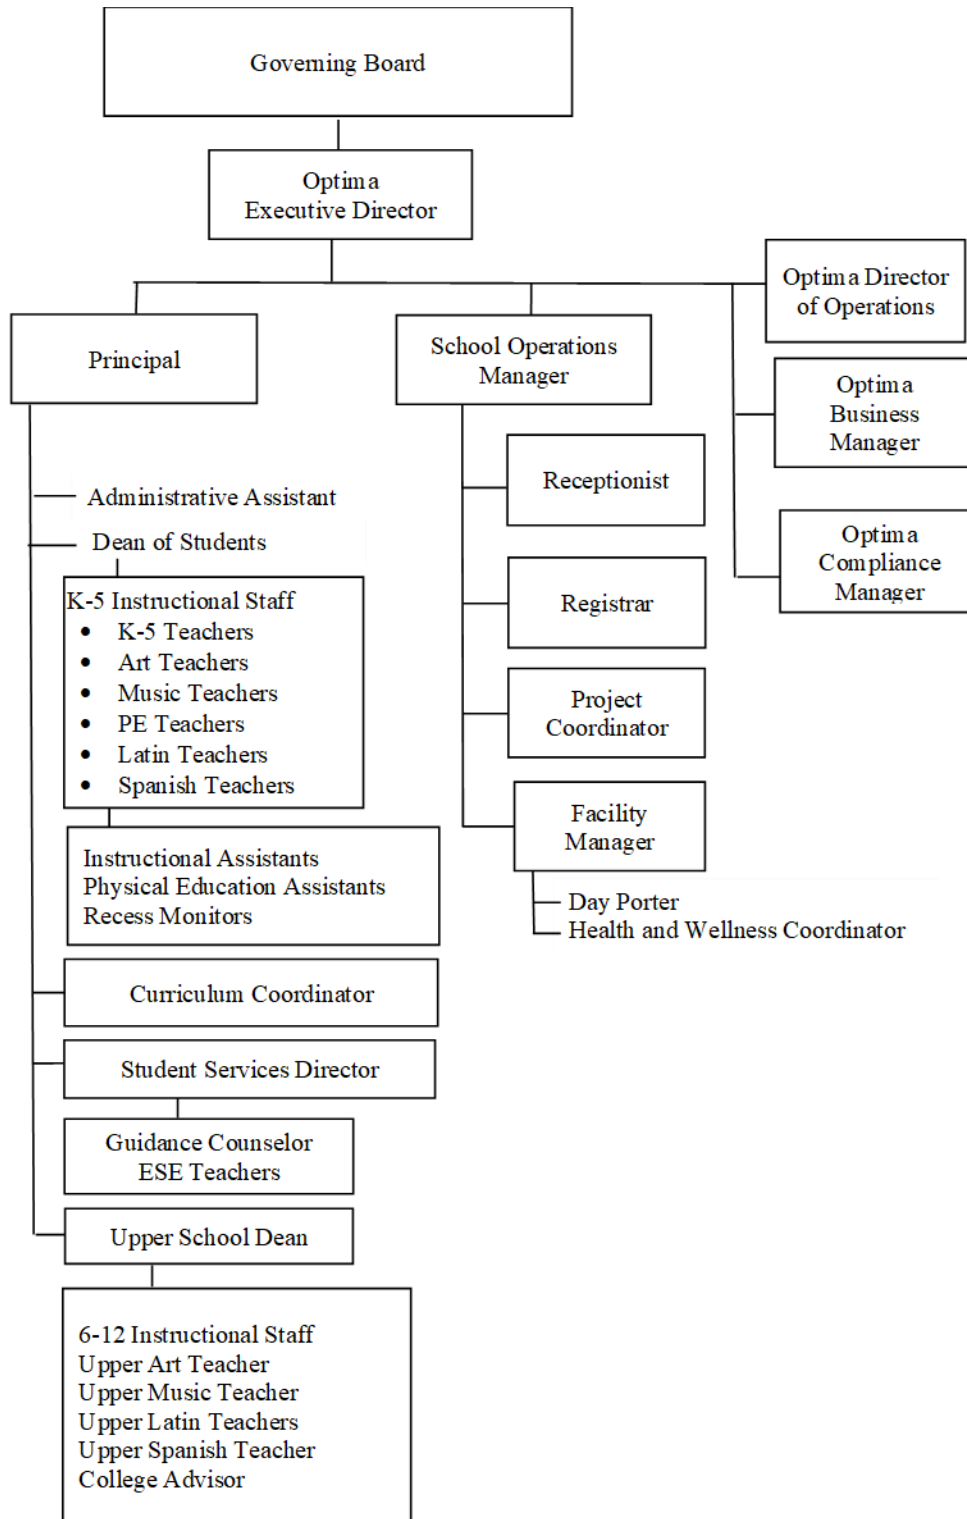 Governing Board
Optima
Executive Director
Optima Director
of Operations
Principal
School Operations
Manager
Optima
Business
Manager
Receptionist
Administrative Assistant
Dean of Students
Optima
Compliance
Manager
K-5 Instructional Staff
• K-5 Teachers
• Art Teachers
• Music Teachers
• PE Teachers
• Latin Teachers
• Spanish Teachers
Registrar
Project
Coordinator
Facility
Manager
Instructional Assistants
Physical Education Assistants
Recess Monitors
Day Porter
Health and Wellness Coordinator
Curriculum Coordinator
Student Services Director
Guidance Counselor
ESE Teachers
Upper School Dean
6-12 Instructional Staff
Upper Art Teacher
Upper Music Teacher
Upper Latin Teachers
Upper Spanish Teacher
College Advisor